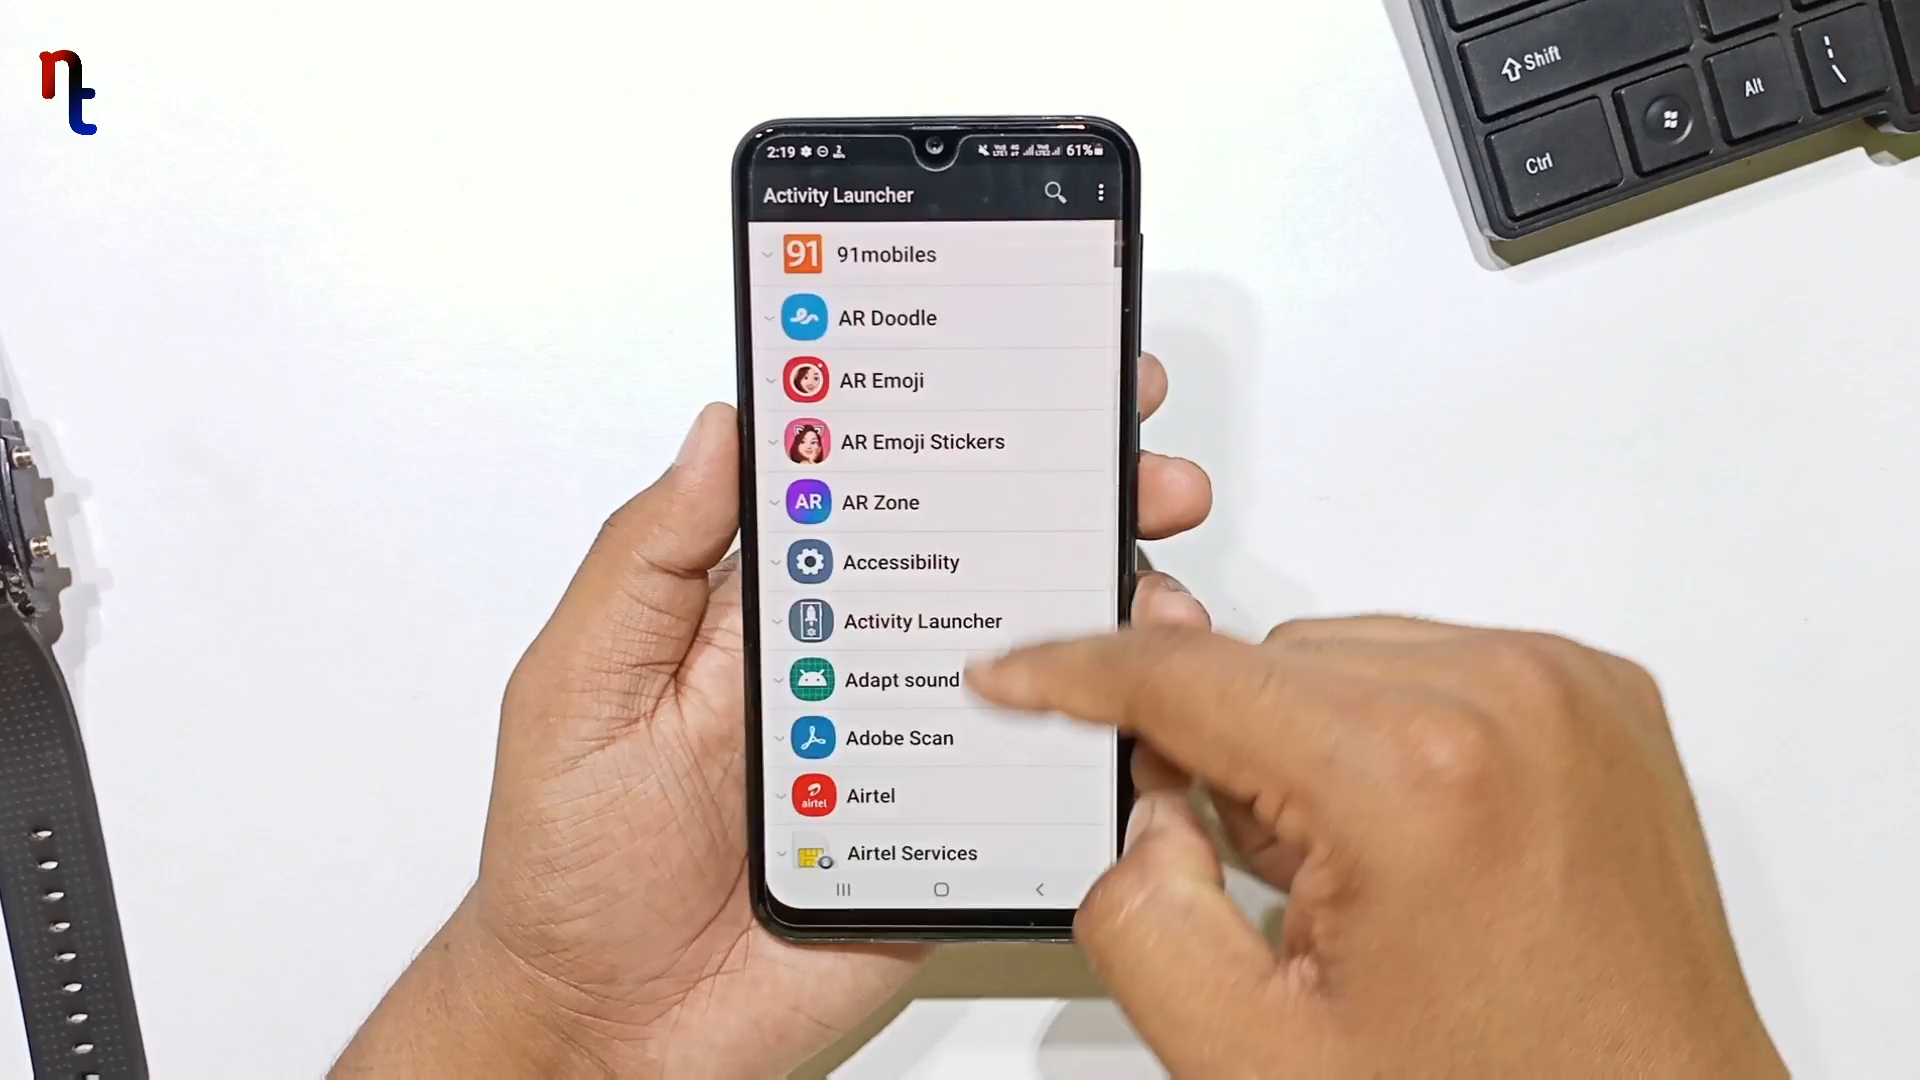 nt
Shift
Alt
\
Ctrl
2:19
61%
Activity Launcher
91 91mobiles
AR Doodle
AR Emoji
AR Emoji Stickers
AR AR Zone
Accessibility
Activity Launcher
Adapt sound
Adobe Scan
airtel Airtel
Airtel Services